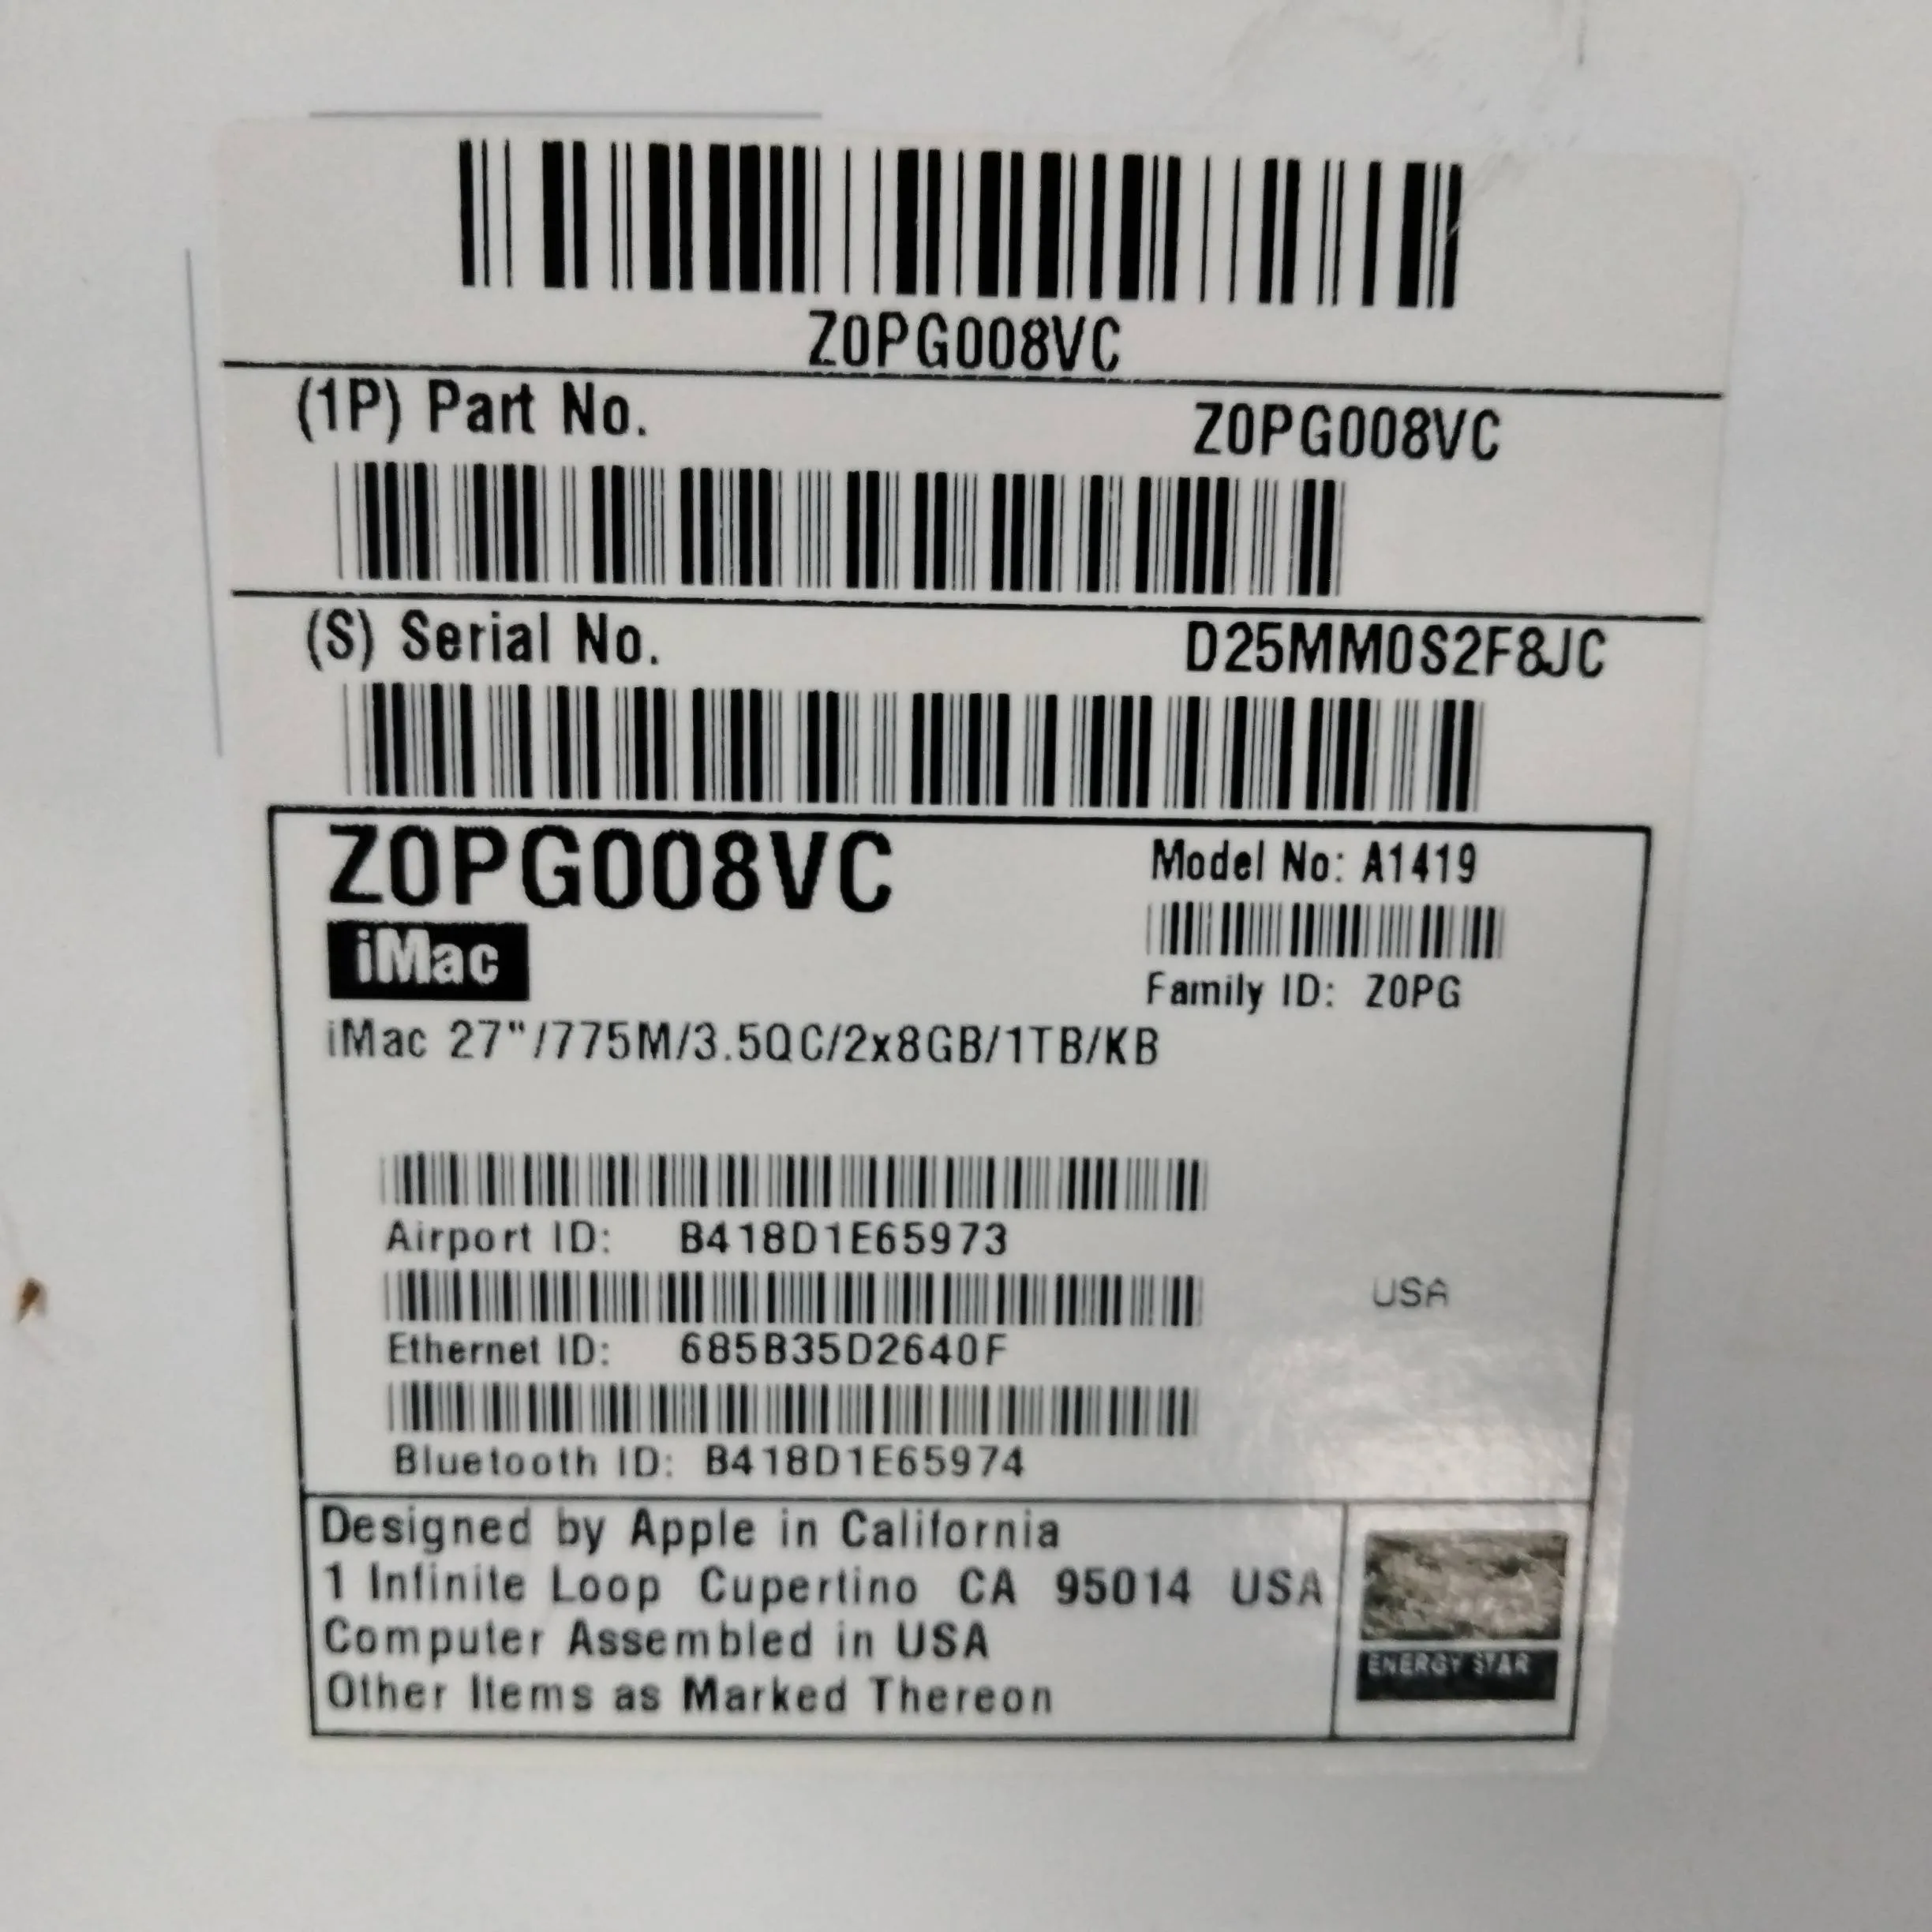 Z0PG008VC
(1P) Part No. Z0PG008VC
(S) Serial No. D25MM0S2F8JC
Z0PG008VC Model No: A1419
iMac
Family ID: Z0PG
iMac 27"/775M/3.5QC/2x8GB/1TB/KB
Airport ID: B418D1E65973
USA
Ethernet ID: 685B35D2640F
Bluetooth ID: B418D1E65974
Designed by Apple in California
1 Infinite Loop Cupertino CA 95014 USA
Computer Assembled in USA
Other Items as Marked Thereon
ENERGY STAR